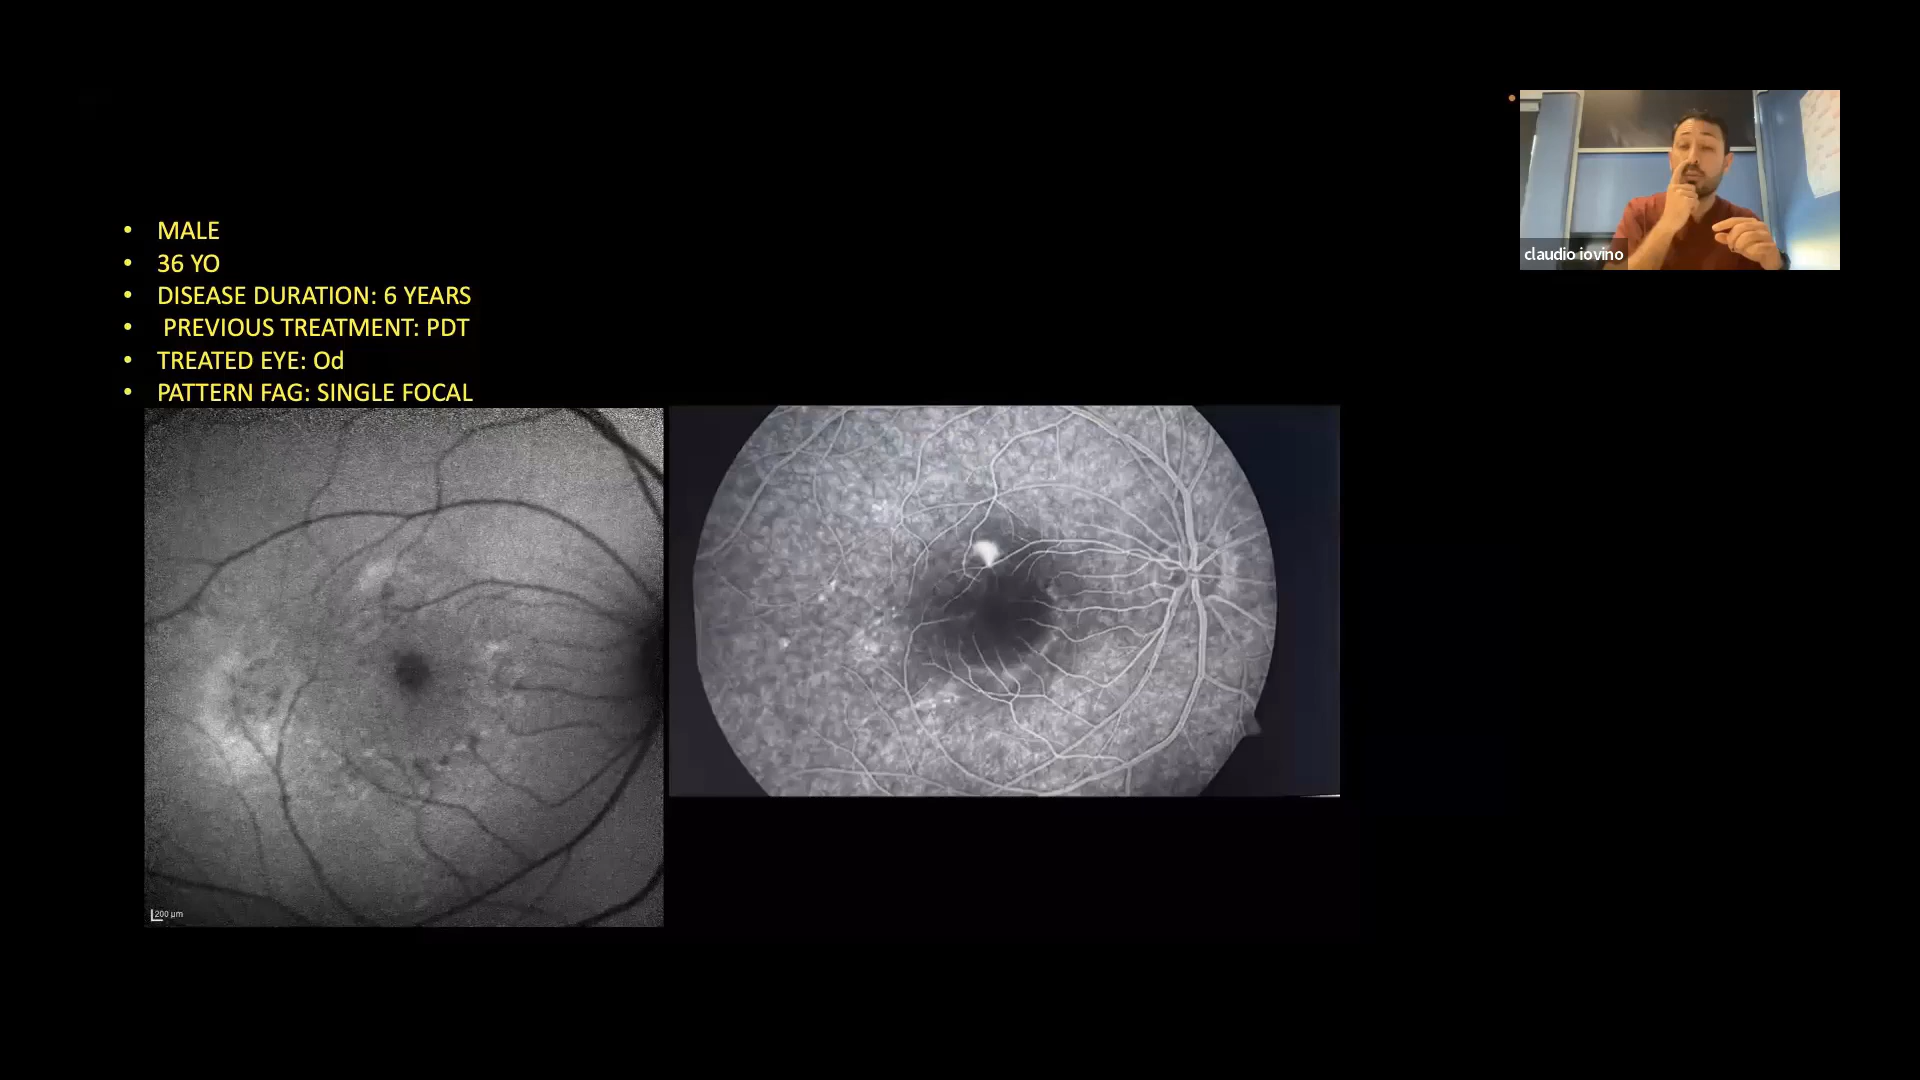 • MALE
• 36 YO
• DISEASE DURATION: 6 YEARS
• PREVIOUS TREATMENT: PDT
• TREATED EYE: Od
• PATTERN FAG: SINGLE FOCAL
claudio iovino
200 µm